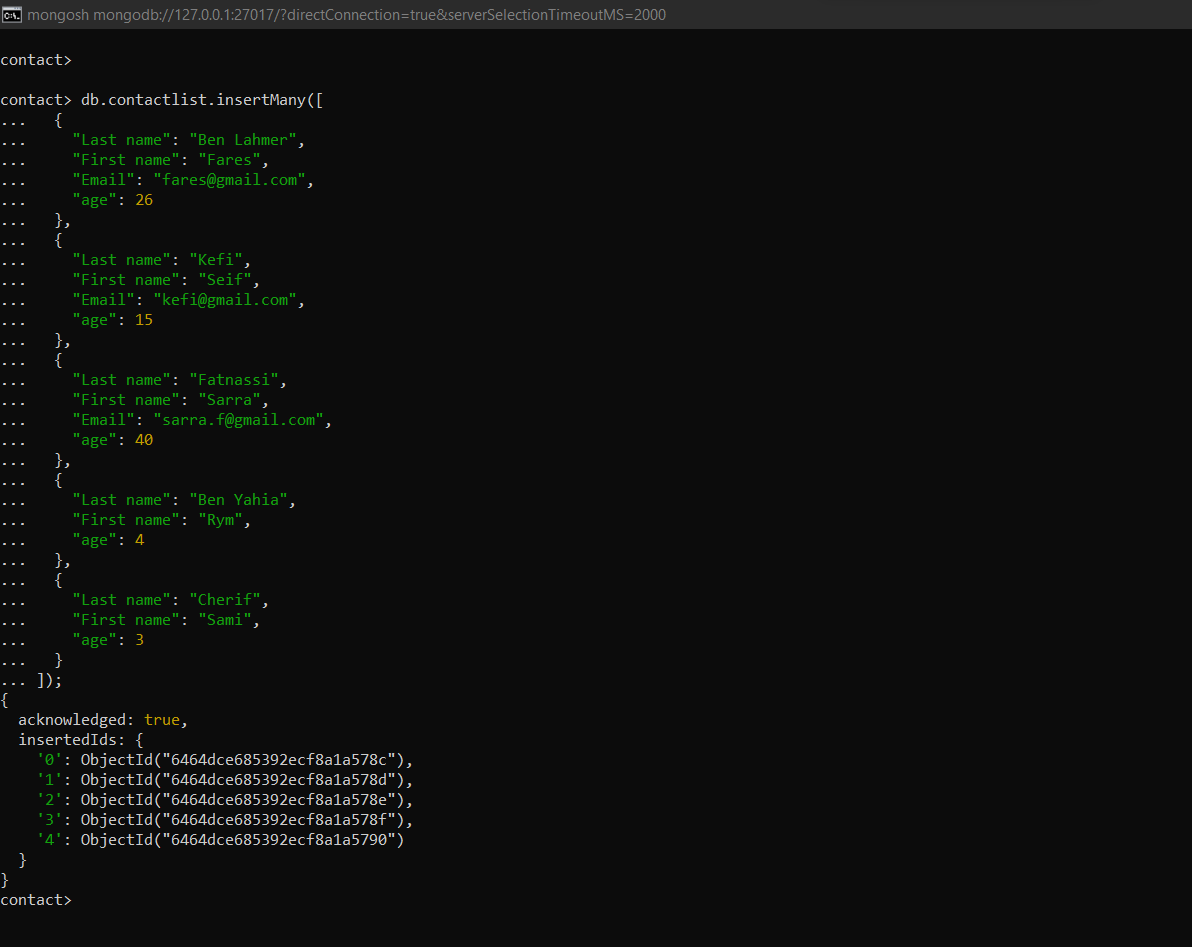 mongosh mongodb://127.0.0.1:27017/?directConnection=true&serverSelectionTimeoutMS=2000
contact>
contact> db.contactlist.insertMany([
...   {
...     "Last name": "Ben Lahmer",
...     "First name": "Fares",
...     "Email": "fares@gmail.com",
...     "age": 26
...   },
...   {
...     "Last name": "Kefi",
...     "First name": "Seif",
...     "Email": "kefi@gmail.com",
...     "age": 15
...   },
...   {
...     "Last name": "Fatnassi",
...     "First name": "Sarra",
...     "Email": "sarra.f@gmail.com",
...     "age": 40
...   },
...   {
...     "Last name": "Ben Yahia",
...     "First name": "Rym",
...     "age": 4
...   },
...   {
...     "Last name": "Cherif",
...     "First name": "Sami",
...     "age": 3
...   }
... ]);
{
  acknowledged: true,
  insertedIds: {
    '0': ObjectId("6464dce685392ecf8a1a578c"),
    '1': ObjectId("6464dce685392ecf8a1a578d"),
    '2': ObjectId("6464dce685392ecf8a1a578e"),
    '3': ObjectId("6464dce685392ecf8a1a578f"),
    '4': ObjectId("6464dce685392ecf8a1a5790")
  }
}
contact>